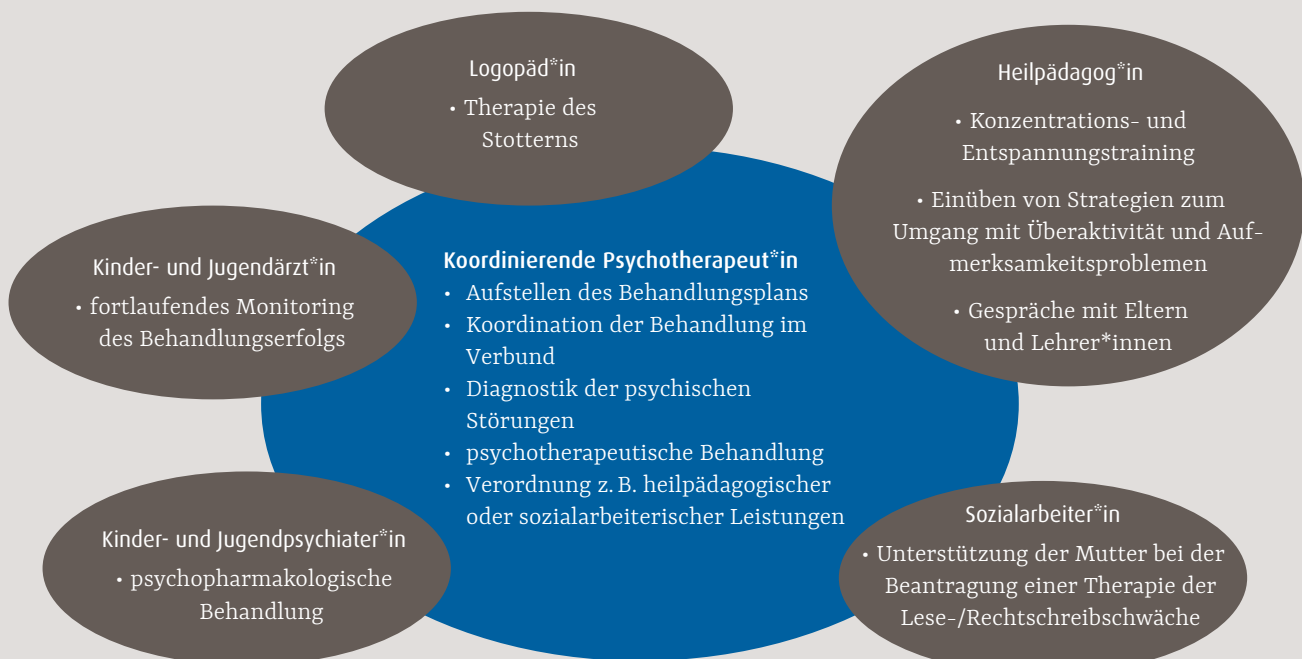 Logopäd*in
• Therapie des
Stotterns
Heilpädagog*in
• Konzentrations- und
Entspannungstraining
• Einüben von Strategien zum
Umgang mit Überaktivität und Auf-
merksamkeitsproblemen
• Gespräche mit Eltern
und Lehrer*innen
Kinder- und Jugendärzt*in
• fortlaufendes Monitoring
des Behandlungserfolgs
Koordinierende Psychotherapeut*in
• Aufstellen des Behandlungsplans
• Koordination der Behandlung im
Verbund
• Diagnostik der psychischen
Störungen
• psychotherapeutische Behandlung
• Verordnung z. B. heilpädagogischer
oder sozialarbeiterischer Leistungen
Kinder- und Jugendpsychiater*in
• psychopharmakologische
Behandlung
Sozialarbeiter*in
• Unterstützung der Mutter bei der
Beantragung einer Therapie der
Lese-/Rechtschreibschwäche